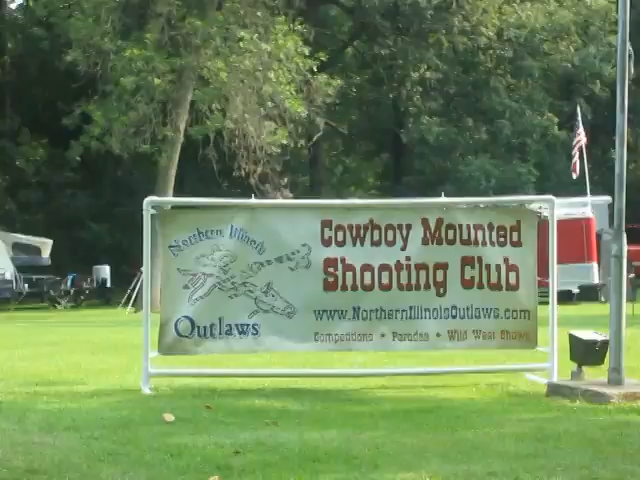 Northern Illinois
Outlaws
Cowboy Mounted
Shooting Club
www.NorthernIllinoisOutlaws.com
Competitions • Parades • Wild West Shows